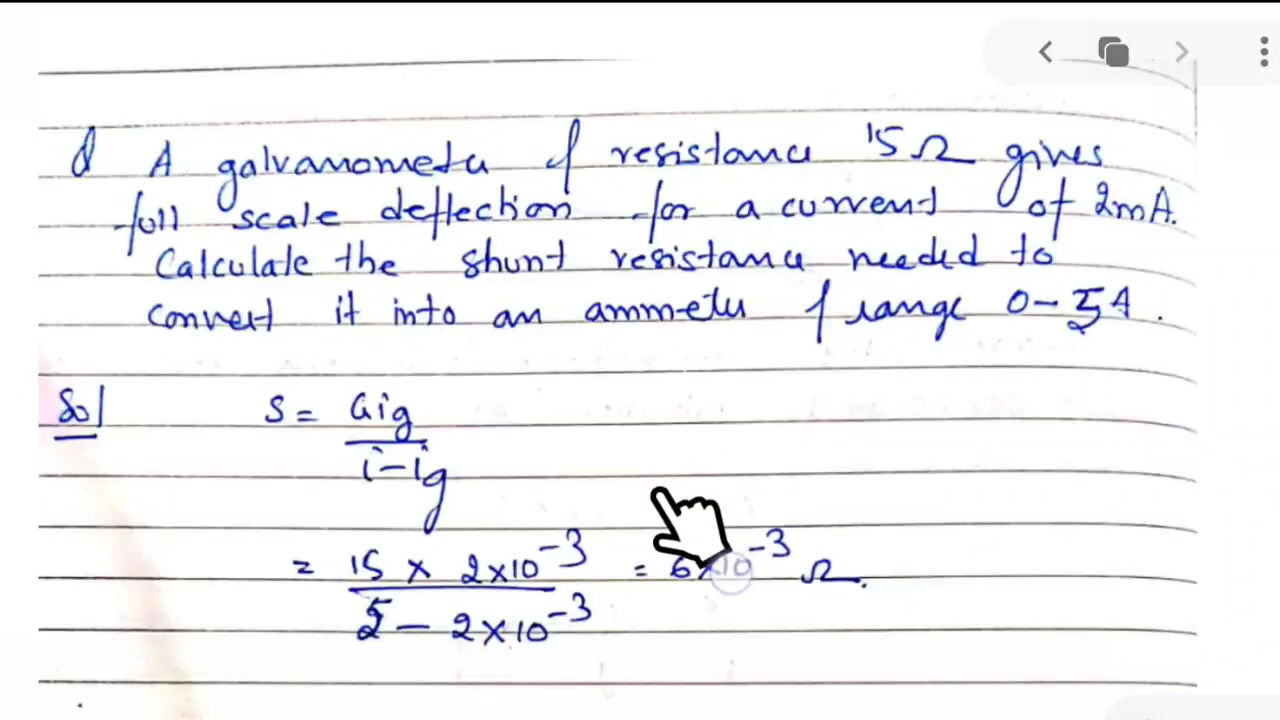 d A galvanometer of resistance 15Ω gives
full scale deflection for a current of 2mA.
Calculate the shunt resistance needed to
convert it into an ammeter of range 0-5A.
Sol S = Gig
i-ig
= 15 × 2×10⁻³ = 6×10⁻³ Ω.
5 - 2×10⁻³